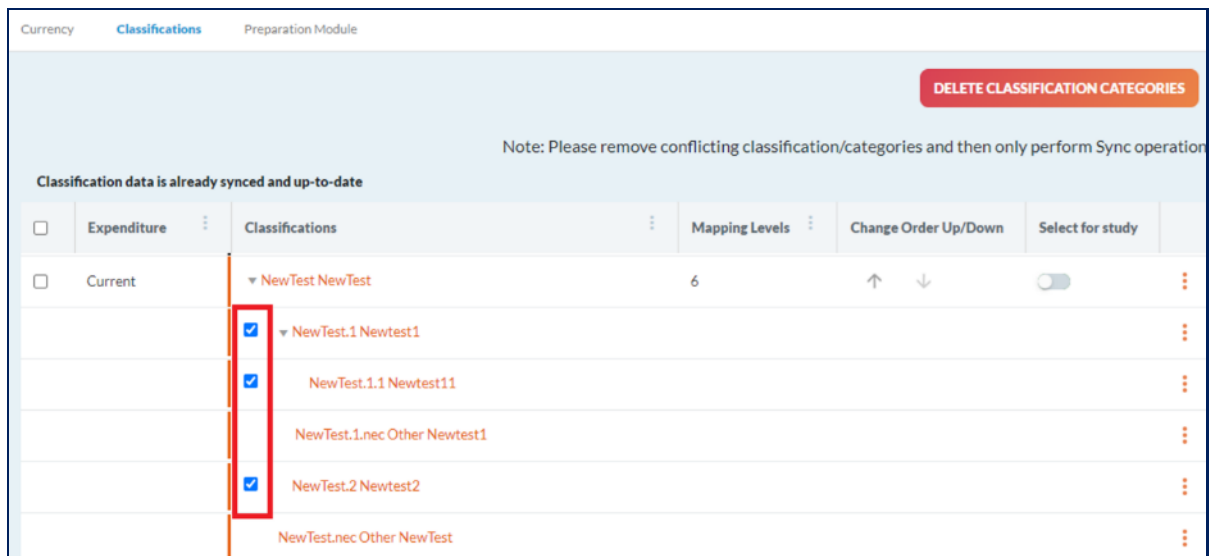 Currency Classifications Preparation Module
DELETE CLASSIFICATION CATEGORIES
Note: Please remove conflicting classification/categories and then only perform Sync operation
Classification data is already synced and up-to-date
Expenditure Classifications Mapping Levels Change Order Up/Down Select for study
Current NewTest NewTest 6
NewTest.1 Newtest1
NewTest.1.1 Newtest11
NewTest.1.nec Other Newtest1
NewTest.2 Newtest2
NewTest.nec Other NewTest